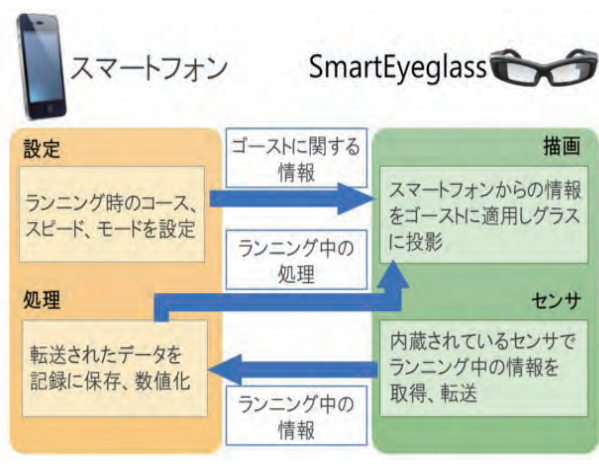 スマートフォン
SmartEyeglass
設定
ランニング時のコース、
スピード、モードを設定
ゴーストに関する
情報
描画
スマートフォンからの情報
をゴーストに適用しグラス
に投影
ランニング中の
処理
処理
転送されたデータを
記録に保存、数値化
センサ
内蔵されているセンサで
ランニング中の情報を
取得、転送
ランニング中の
情報